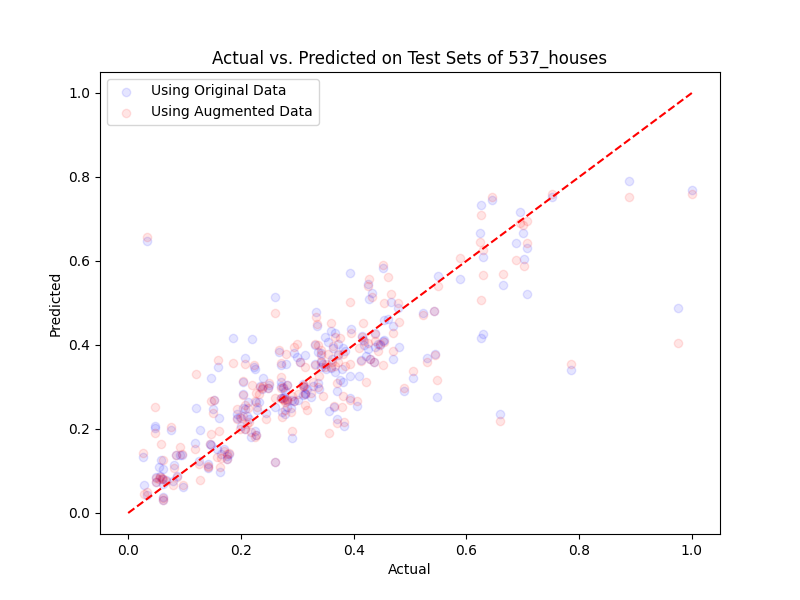 Actual vs. Predicted on Test Sets of 537_houses
Using Original Data
Using Augmented Data
1.0
0.8
0.6
0.4
0.2
0.0
Predicted
0.0 0.2 0.4 0.6 0.8 1.0
Actual